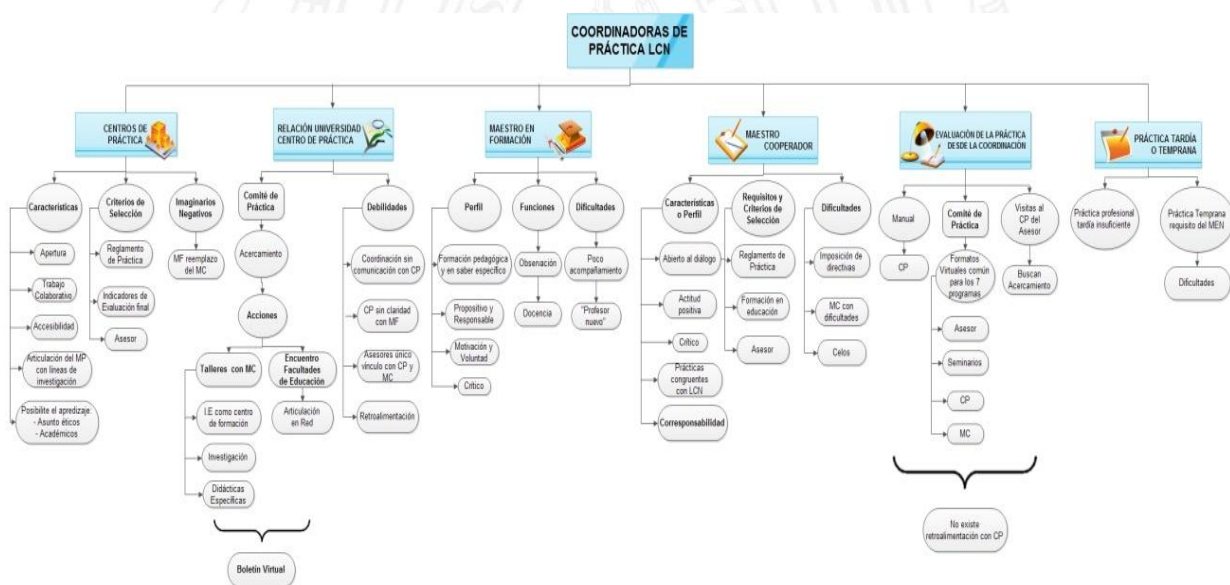 COORDINADORAS DE
PRÁCTICA LCN
CENTROS DE
PRÁCTICA
Características
Apertura
Trabajo
Colaborativo
Accesibilidad
Articulación del MP
con líneas de
investigación
Posibilite el apredizaje:
- Asunto éticos
- Académicos
Criterios de
Selección
Reglamento
de Práctica
Indicadores de
Evaluación final
Asesor
Imaginarios
Negativos
MF reemplazo
del MC
RELACIÓN UNIVERSIDAD
CENTRO DE PRÁCTICA
Comité de
Práctica
Acercamiento
Acciones
Talleres con MC
I.E como centro
de formación
Investigación
Didácticas
Específicas
Encuentro
Facultades
de Educación
Articulación
en Red
Boletín Virtual
Debilidades
Coordinación sin
comunicación con CP
CP sin claridad
con MF
Asesores único
vínculo con CP y
MC
Retroalimentación
MAESTRO EN
FORMACIÓN
Perfil
Formación pedagógica
y en saber específico
Propositivo y
Responsable
Motivación y
Voluntad
Crítico
Funciones
Observación
Docencia
Dificultades
Poco
acompañamiento
"Profesor
nuevo"
MAESTRO
COOPERADOR
Características
o Perfil
Abierto al diálogo
Actitud
positiva
Crítico
Prácticas
congruentes
con LCN
Corresponsabilidad
Requisitos y
Criterios de
Selección
Reglamento de
Práctica
Formación en
educación
Asesor
Dificultades
Imposición de
directivas
MC con
dificultades
Celos
EVALUACIÓN DE LA PRÁCTICA
DESDE LA COORDINACIÓN
Manual
CP
Comité de
Práctica
Formatos
Virtuales común
para los 7
programas
Asesor
Seminarios
CP
MC
Visitas al
CP del
Asesor
Buscan
Acercamiento
No existe
retroalimentación con CP
PRÁCTICA TARDÍA
O TEMPRANA
Práctica profesional
tardía insuficiente
Práctica Temprana
requisito del MEN
Dificultades